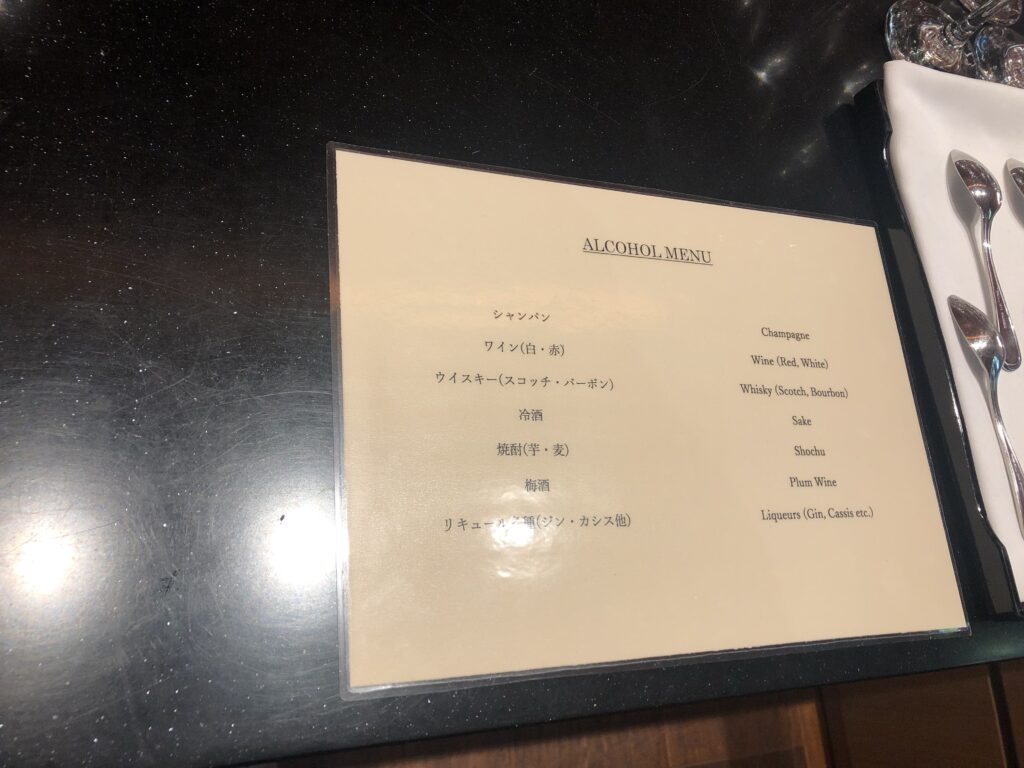 ALCOHOL MENU
シャンパン
Champagne
ワイン(白・赤)
Wine (Red, White)
ウイスキー(スコッチ・バーボン)
Whisky (Scotch, Bourbon)
冷酒
Sake
焼酎(芋・麦)
Shochu
梅酒
Plum Wine
リキュール各種(ジン・カシス他)
Liqueurs (Gin, Cassis etc.)